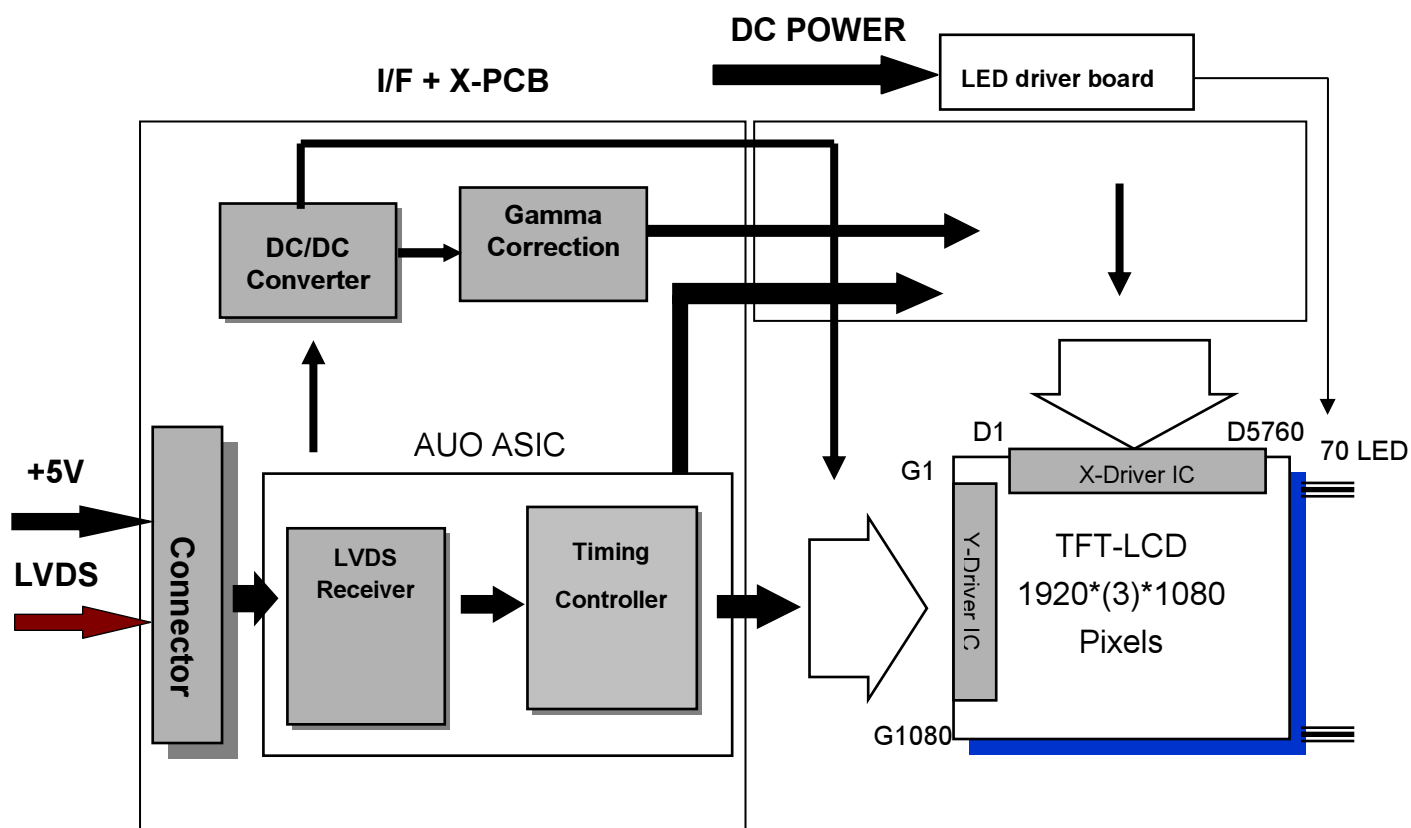 DC POWER
LED driver board
I/F + X-PCB
Gamma
Correction
DC/DC
Converter
AUO ASIC
D1
D5760
70 LED
+5V
G1
X-Driver IC
LVDS
Connector
LVDS
Receiver
Timing
Controller
Y-Driver IC
TFT-LCD
1920*(3)*1080
Pixels
G1080